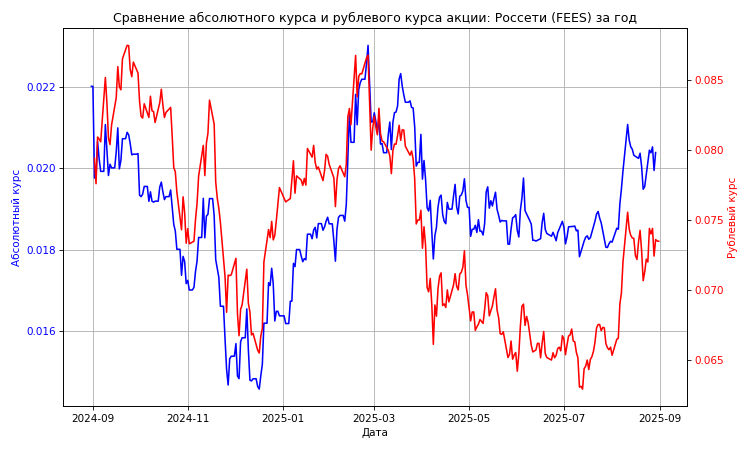 Сравнение абсолютного курса и рублевого курса акции: Россети (FEES) за год
0.022
0.020
0.018
0.016
Абсолютный курс
0.085
0.080
0.075
0.070
0.065
Рублевый курс
2024-09 2024-11 2025-01 2025-03 2025-05 2025-07 2025-09
Дата